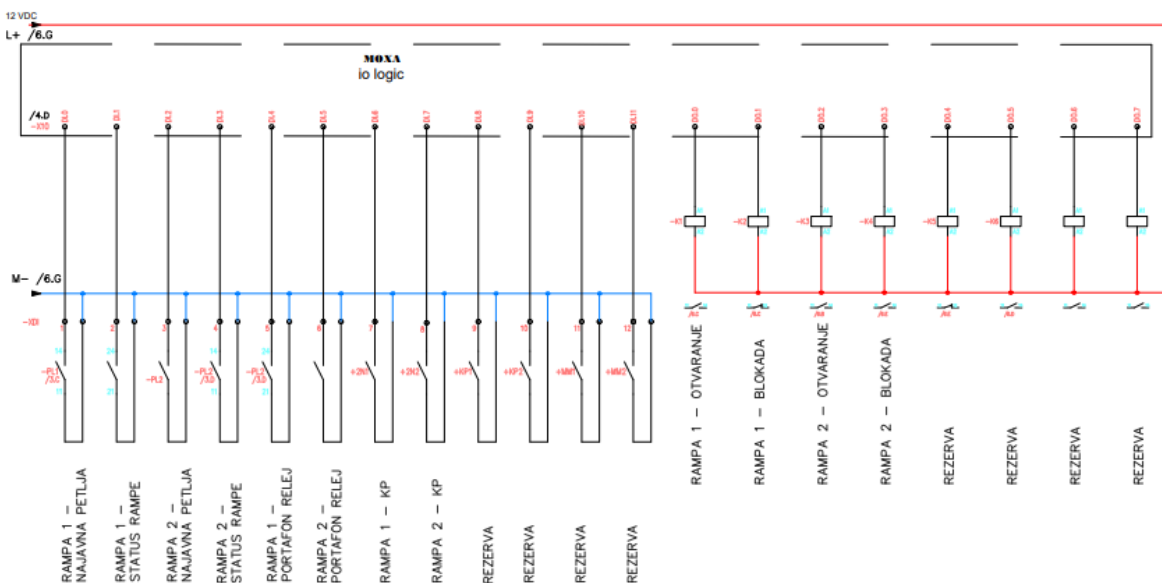 12 VDC
L+ /6.G
MOXA
io logic
/4.D
DI.0
DI.1
DI.2
DI.3
DI.4
DI.5
DI.6
DI.7
DI.8
DI.9
DI.10
DI.11
DO.0
DO.1
DO.2
DO.3
DO.4
DO.5
DO.6
DO.7
-K1
-K2
-K3
-K4
-K5
-K6
M- /6.G
-XDI
1
2
3
4
5
6
7
8
9
10
11
12
14
24
14
24
-PL1
/3.C
-PL2
-PL2
/3.D
-PL2
/3.D
+2N1
+2N2
+KP1
+KP2
+MM1
+MM2
RAMPA 1 –
NAJAVNA PETLJA
RAMPA 1 –
STATUS RAMPE
RAMPA 2 –
NAJAVNA PETLJA
RAMPA 2 –
STATUS RAMPE
RAMPA 1 –
PORTAFON RELEJ
RAMPA 2 –
PORTAFON RELEJ
RAMPA 1 – KP
RAMPA 2 – KP
REZERVA
REZERVA
REZERVA
REZERVA
RAMPA 1 – OTVARANJE
RAMPA 1 – BLOKADA
RAMPA 2 – OTVARANJE
RAMPA 2 – BLOKADA
REZERVA
REZERVA
REZERVA
REZERVA